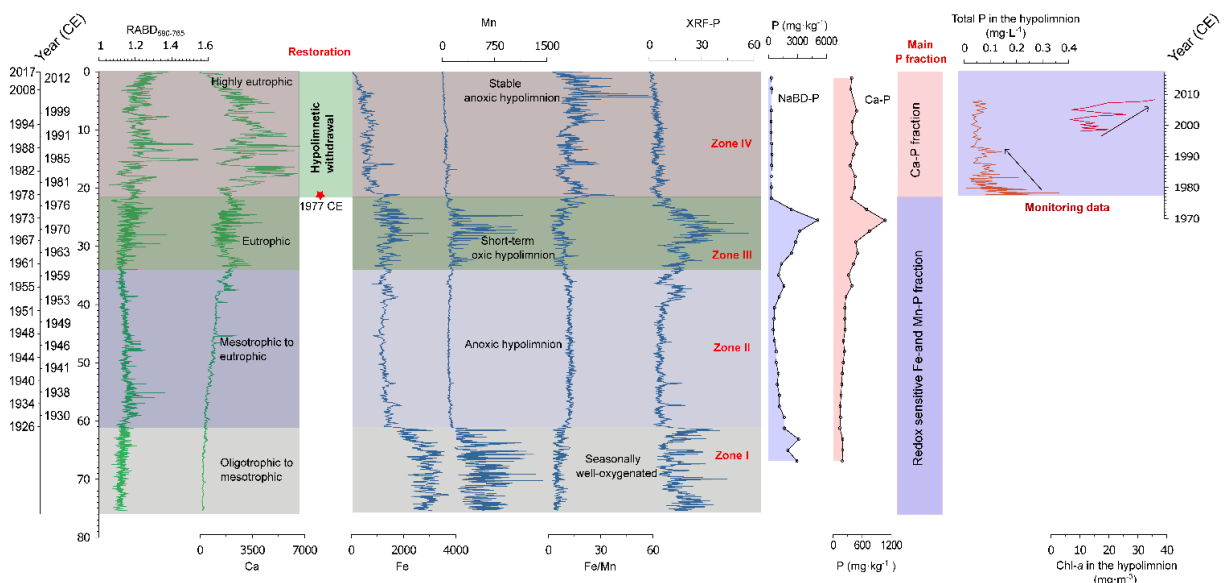 RABD590-765
1 1.2 1.4 1.6
Mn
0 750 1500
XRF-P
0 30 60
P (mg·kg-1)
0 3000 6000
Total P in the hypolimnion
(mg·L-1)
0 0.1 0.2 0.3 0.4
Year (CE)
Restoration
Main
P fraction
Year (CE)
2017 2012
2008
1999
1994
1991
1988
1985
1982
1981
1978
1976
1973
1970
1967
1963
1961
1959
1955
1953
1951
1949
1948
1946
1944
1941
1940
1938
1934
1930
1926
0
10
20
30
40
50
60
70
80
Highly eutrophic
Eutrophic
Mesotrophic to
eutrophic
Oligotrophic to
mesotrophic
Hypolimnetic
withdrawal
1977 CE
Stable
anoxic hypolimnion
Zone IV
Short-term
oxic hypolimnion
Zone III
Anoxic hypolimnion
Zone II
Seasonally
well-oxygenated
Zone I
NaBD-P
Ca-P
Ca-P fraction
Redox sensitive Fe-and Mn-P fraction
2010
2000
1990
1980
1970
Monitoring data
0 3500 7000
Ca
0 2000 4000
Fe
0 60
Fe/Mn
0 400 1200
P (mg·kg-1)
0 10 20 30 40
Chl-a in the hypolimnion
(mg·m-3)